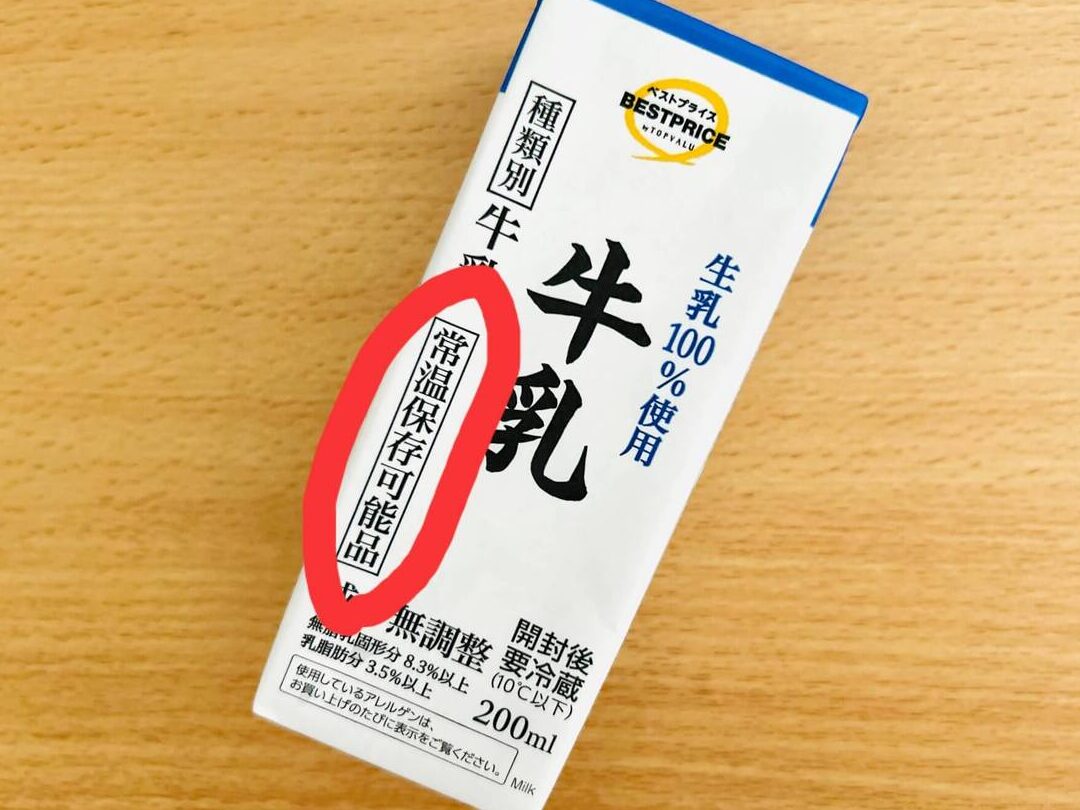 ベストプライス
BESTPRICE
by TOPVALU
生乳100%使用
牛乳
種類別
牛乳
常温保存可能品
無調整
無脂乳固形分 8.3%以上
乳脂肪分 3.5%以上
開封後
要冷蔵
(10℃以下)
200ml
使用しているアレルゲンは、
お買い上げのたびに表示をご覧ください。
Milk